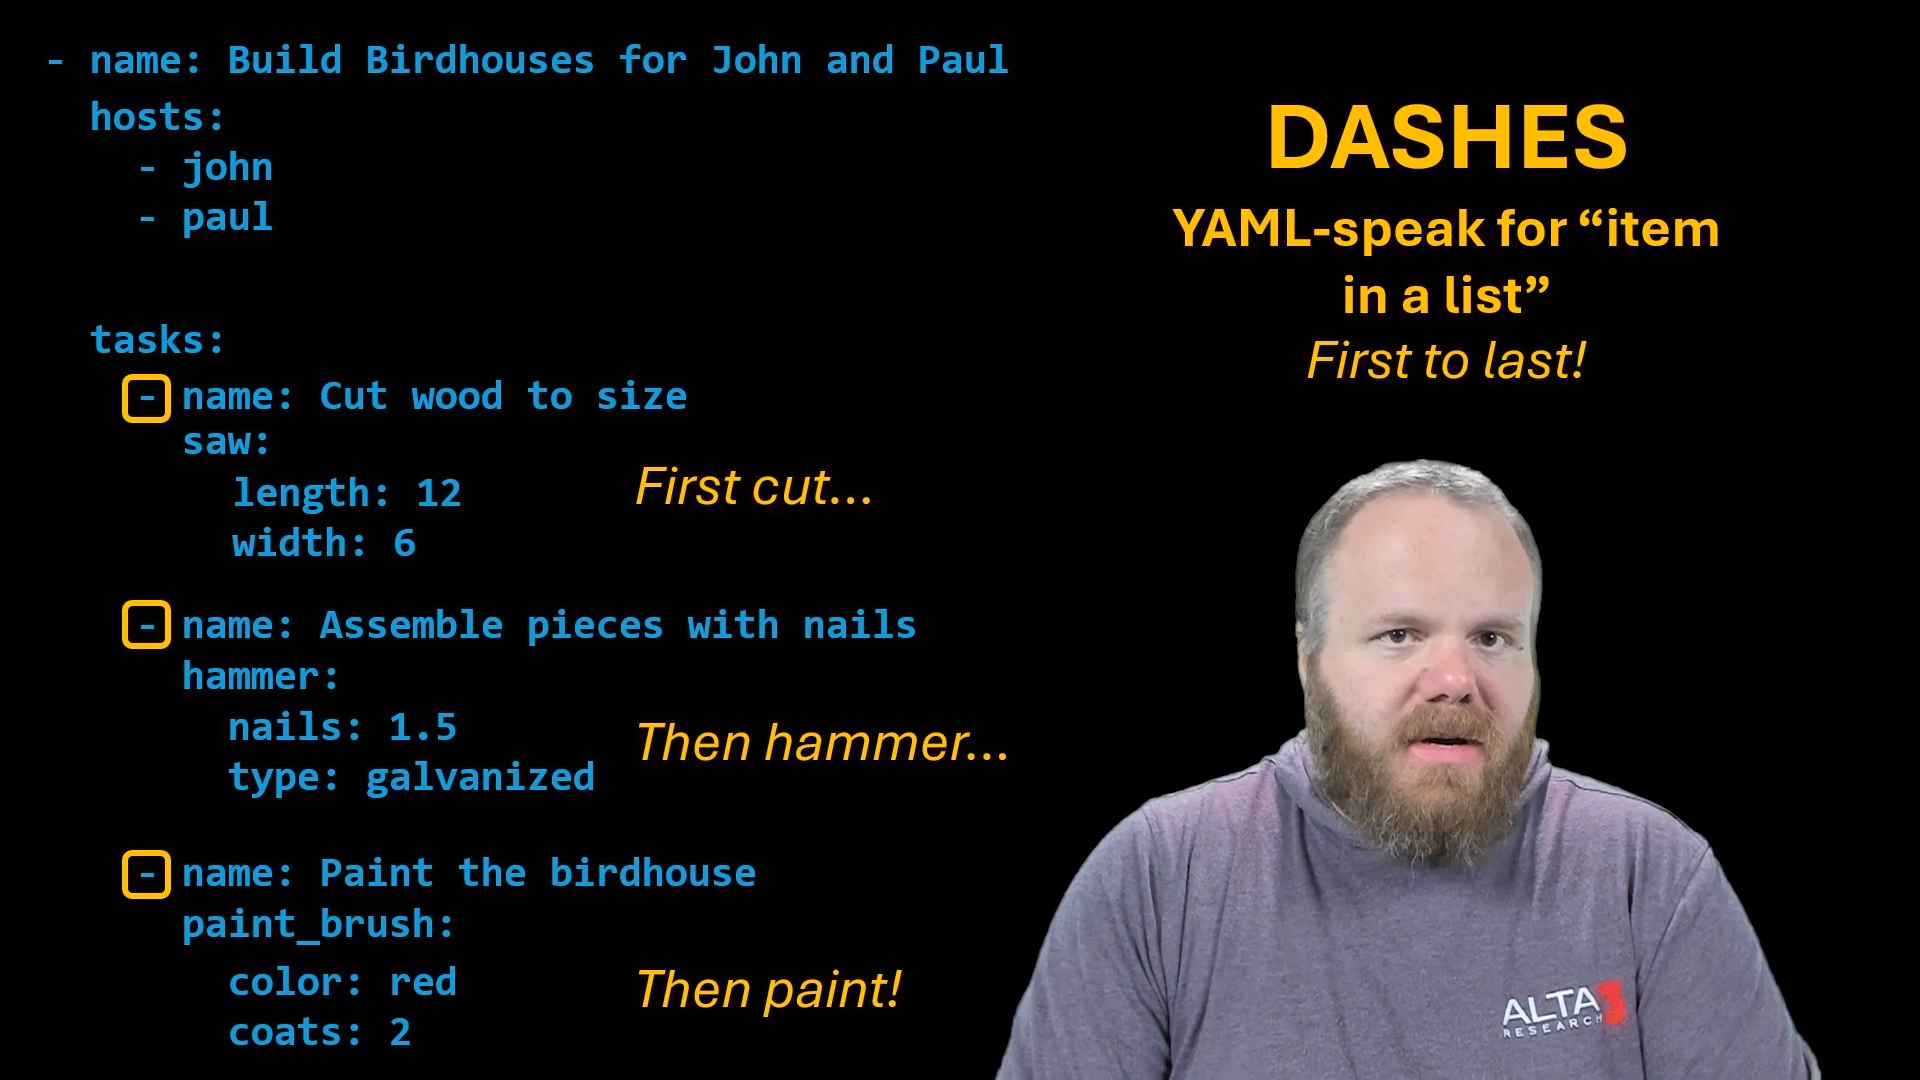 - name: Build Birdhouses for John and Paul
hosts:
- john
- paul
tasks:
- name: Cut wood to size
saw:
length: 12
width: 6
First cut...
- name: Assemble pieces with nails
hammer:
nails: 1.5
type: galvanized
Then hammer...
- name: Paint the birdhouse
paint_brush:
color: red
coats: 2
Then paint!
DASHES
YAML-speak for “item
in a list”
First to last!
ALTA3
RESEARCH